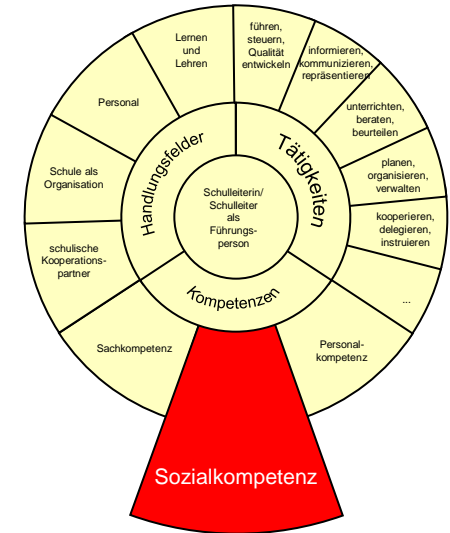 Lernen
und
Lehren
führen,
steuern,
Qualität
entwickeln
informieren,
kommunizieren,
repräsentieren
unterrichten,
beraten,
beurteilen
planen,
organisieren,
verwalten
kooperieren,
delegieren,
instruieren
...
Personal
Schule als
Organisation
schulische
Kooperations-
partner
Handlungsfelder
Tätigkeiten
Kompetenzen
Schulleiterin/
Schulleiter
als
Führungs-
person
Sachkompetenz
Personal-
kompetenz
Sozialkompetenz